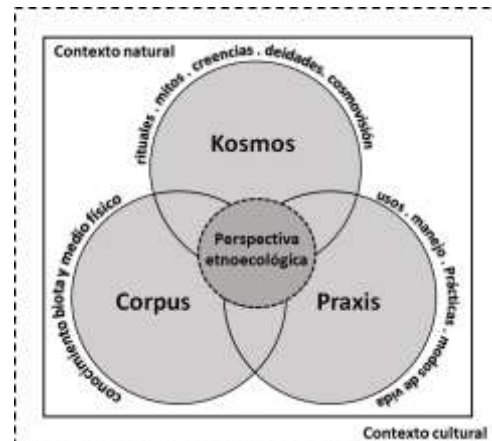 Contexto natural
rituales . mitos . creencias . deidades. cosmovisión
Kosmos
conocimiento biota y medio físico
usos . manejo . Prácticas . modos de vida
Perspectiva
etnoecológica
Corpus
Praxis
Contexto cultural